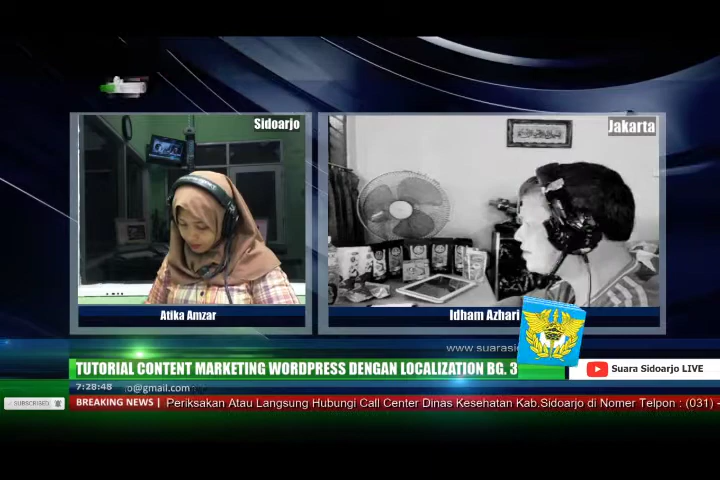 Sidoarjo
Jakarta
Atika Amzar
Idham Azhari
www.suarasi
TUTORIAL CONTENT MARKETING WORDPRESS DENGAN LOCALIZATION BG. 3
Suara Sidoarjo LIVE
7:28:48
@gmail.com
SUBSCRIBED
BREAKING NEWS | Periksakan Atau Langsung Hubungi Call Center Dinas Kesehatan Kab.Sidoarjo di Nomer Telpon : (031) -